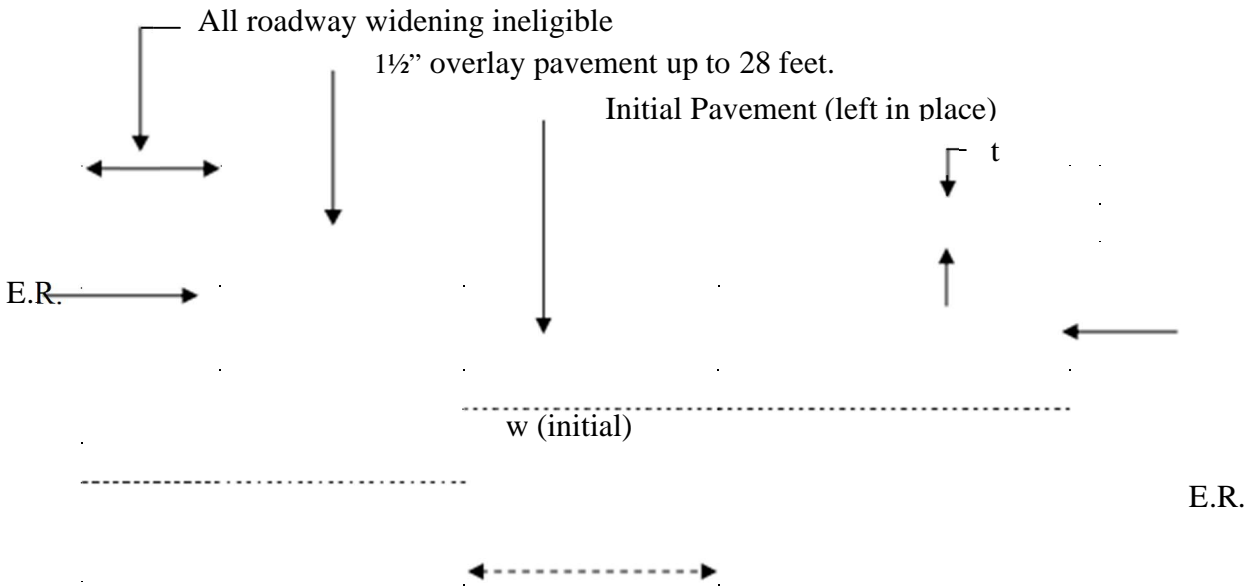 All roadway widening ineligible
1½” overlay pavement up to 28 feet.
Initial Pavement (left in place)
t
E.R.
w (initial)
E.R.